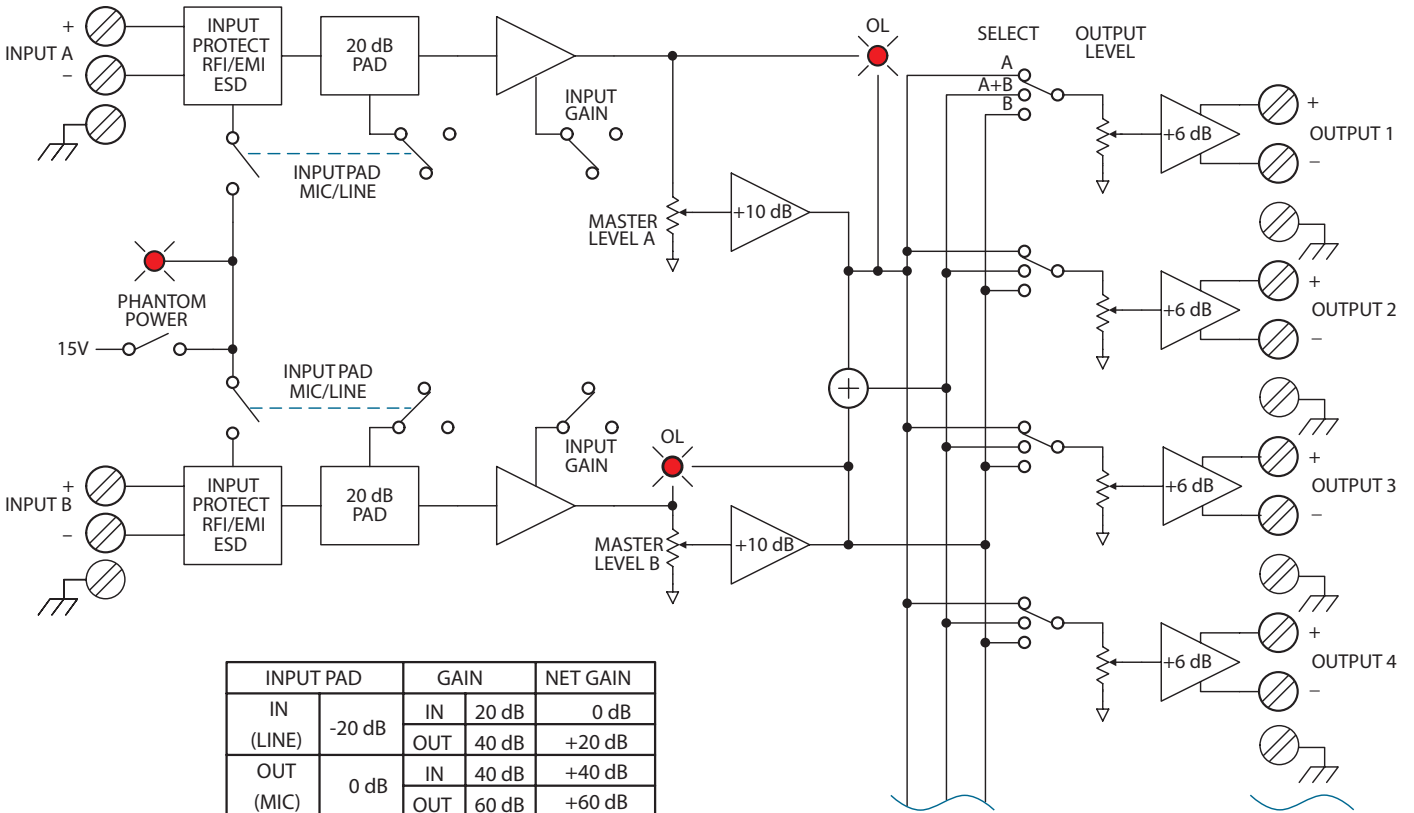 +
INPUT A
−
INPUT
PROTECT
RFI/EMI
ESD
20 dB
PAD
INPUT
GAIN
INPUTPAD
MIC/LINE
OL
SELECT
OUTPUT
LEVEL
A
A+B
B
+6 dB
+
OUTPUT 1
−
MASTER
LEVEL A
+10 dB
PHANTOM
POWER
15V
+6 dB
+
OUTPUT 2
−
INPUT PAD
MIC/LINE
+
INPUT
GAIN
OL
+
INPUT B
−
INPUT
PROTECT
RFI/EMI
ESD
20 dB
PAD
MASTER
LEVEL B
+10 dB
+6 dB
+
OUTPUT 3
−
+6 dB
+
OUTPUT 4
−
INPUT PAD GAIN NET GAIN
IN (LINE) -20 dB IN 20 dB 0 dB
OUT 40 dB +20 dB
OUT (MIC) 0 dB IN 40 dB +40 dB
OUT 60 dB +60 dB